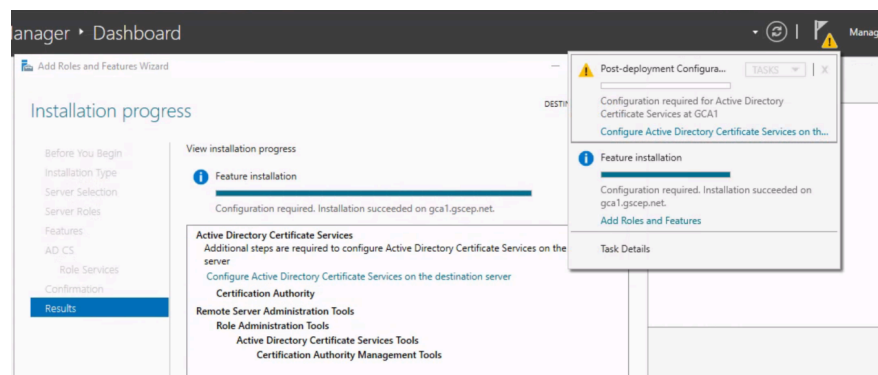 anager • Dashboard
Manag
Add Roles and Features Wizard
Installation progress
DESTIN
Before You Begin
Installation Type
Server Selection
Server Roles
Features
AD CS
Role Services
Confirmation
Results
View installation progress
Feature installation
Configuration required. Installation succeeded on gca1.gscep.net.
Active Directory Certificate Services
Additional steps are required to configure Active Directory Certificate Services on the
server
Configure Active Directory Certificate Services on the destination server
Certification Authority
Remote Server Administration Tools
Role Administration Tools
Active Directory Certificate Services Tools
Certification Authority Management Tools
Post-deployment Configura...
TASKS
X
Configuration required for Active Directory
Certificate Services at GCA1
Configure Active Directory Certificate Services on th...
Feature installation
Configuration required. Installation succeeded on
gca1.gscep.net.
Add Roles and Features
Task Details